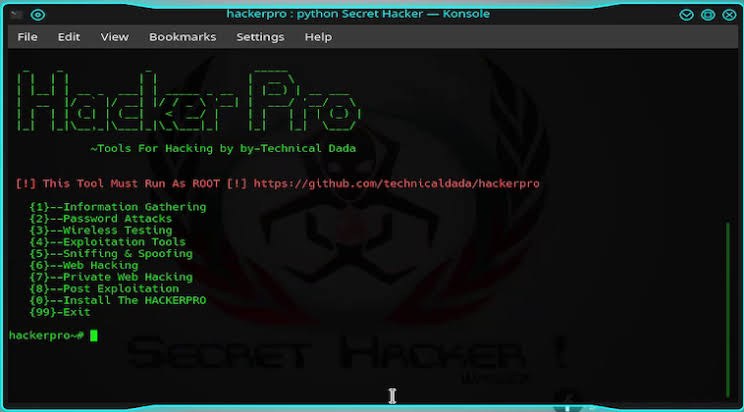 hackerpro : python Secret Hacker — Konsole
File Edit View Bookmarks Settings Help
Hacker Pro
~Tools For Hacking by by-Technical Dada
[!] This Tool Must Run As ROOT [!] https://github.com/technicaldada/hackerpro
{1}--Information Gathering
{2}--Password Attacks
{3}--Wireless Testing
{4}--Exploitation Tools
{5}--Sniffing & Spoofing
{6}--Web Hacking
{7}--Private Web Hacking
{8}--Post Exploitation
{0}--Install The HACKERPRO
{99}-Exit
hackerpro~#
Secret Hacker !